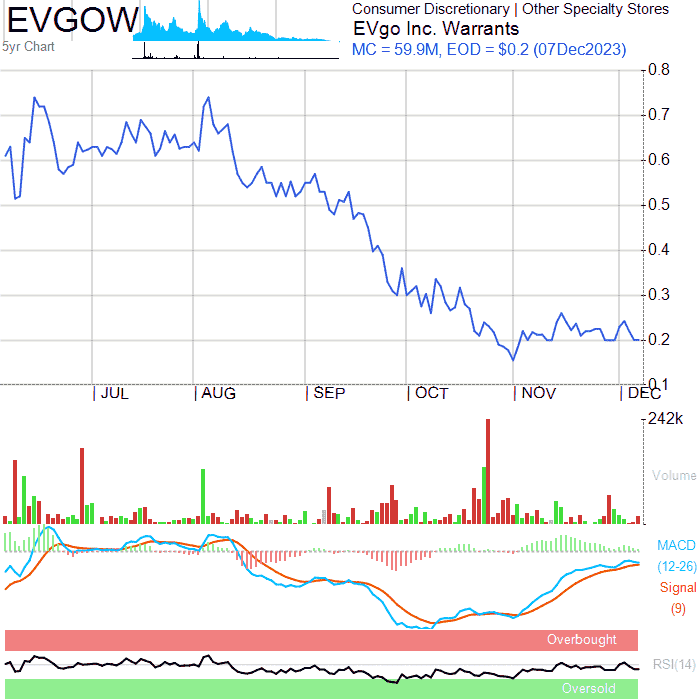 EVGOW
5yr Chart
Consumer Discretionary | Other Specialty Stores
EVgo Inc. Warrants
MC = 59.9M, EOD = $0.2 (07Dec2023)
0.8
0.7
0.6
0.5
0.4
0.3
0.2
0.1
JUL
AUG
SEP
OCT
NOV
DEC
242k
Volume
MACD
(12-26)
Signal
(9)
Overbought
RSI(14)
Oversold